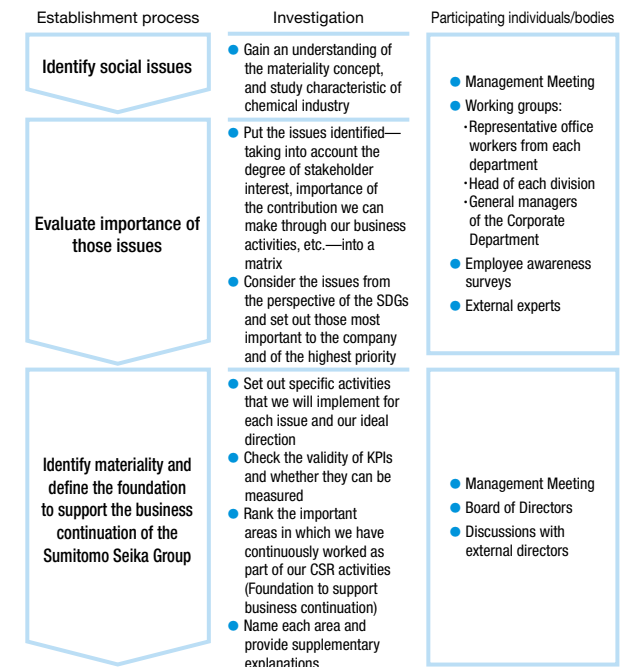 Establishment process
Investigation
Participating individuals/bodies
Identify social issues
● Gain an understanding of
the materiality concept,
and study characteristic of
chemical industry
Evaluate importance of
those issues
● Put the issues identified—
taking into account the
degree of stakeholder
interest, importance of
the contribution we can
make through our business
activities, etc.—into a
matrix
● Consider the issues from
the perspective of the SDGs
and set out those most
important to the company
and of the highest priority
● Management Meeting
● Working groups:
・Representative office
workers from each
department
・Head of each division
・General managers
of the Corporate
Department
● Employee awareness
surveys
● External experts
Identify materiality and
define the foundation
to support the business
continuation of the
Sumitomo Seika Group
● Set out specific activities
that we will implement for
each issue and our ideal
direction
● Check the validity of KPIs
and whether they can be
measured
● Rank the important
areas in which we have
continuously worked as
part of our CSR activities
(Foundation to support
business continuation)
● Name each area and
provide supplementary
explanations
● Management Meeting
● Board of Directors
● Discussions with
external directors